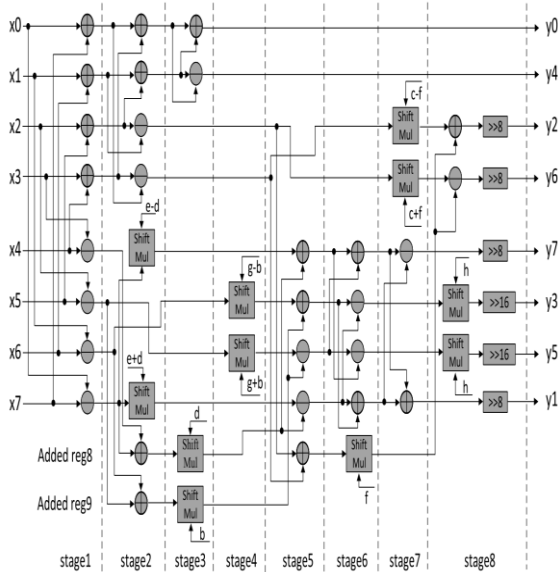 x0 y0
x1 y4
c-f
x2 Shift Mul >>8 y2
x3 Shift Mul >>8 y6
e-d c+f
x4 Shift Mul >>8 y7
g-b h
x5 Shift Mul Shift Mul >>16 y3
x6 Shift Mul Shift Mul >>16 y5
e+d g+b h
x7 Shift Mul >>8 y1
d
Added reg8 Shift Mul Shift Mul
f
Added reg9 Shift Mul
b
stage1 stage2 stage3 stage4 stage5 stage6 stage7 stage8